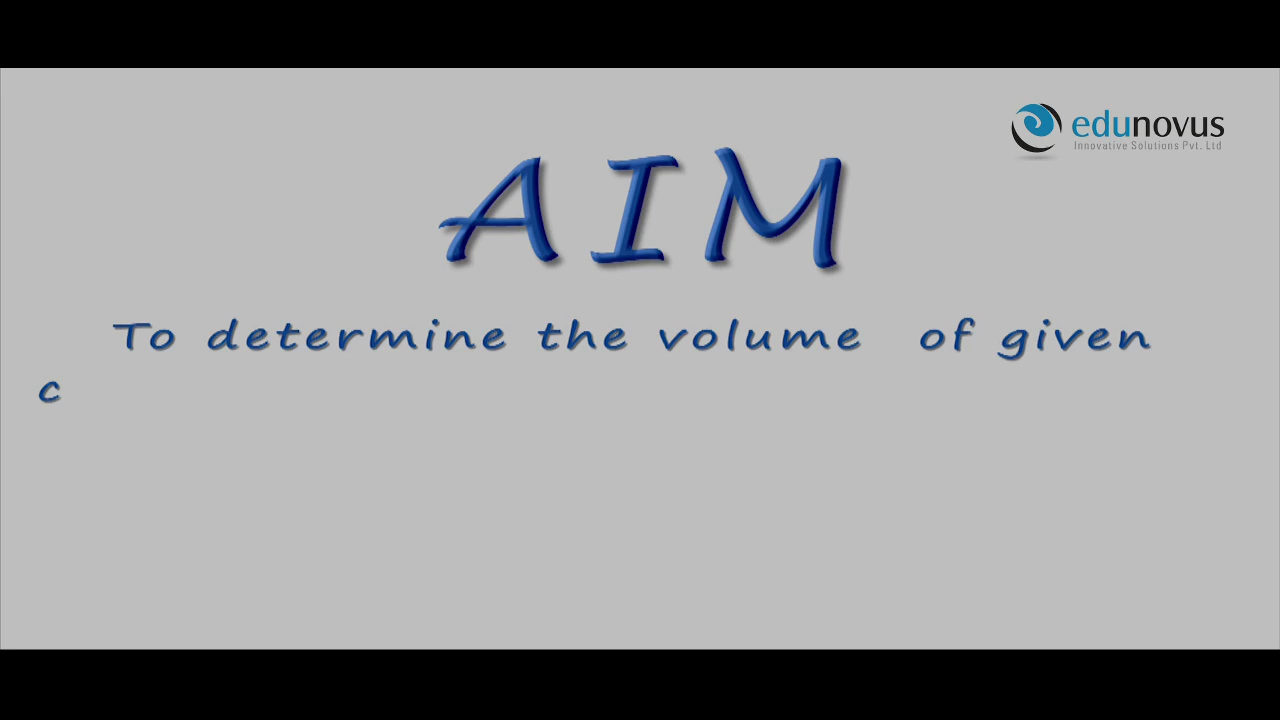 edunovus
Innovative Solutions Pvt. Ltd
AIM
To determine the volume of given
c